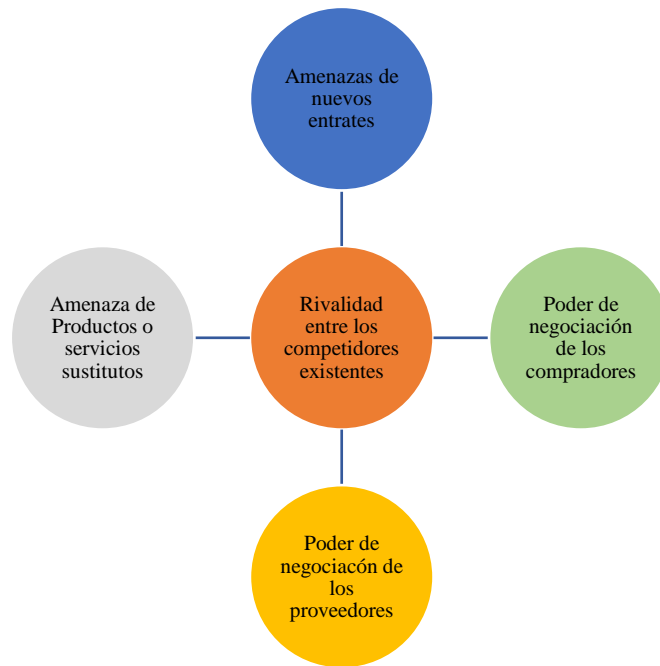 Amenazas de
nuevos
entrates
Amenaza de
Productos o
servicios
sustitutos
Rivalidad
entre los
competidores
existentes
Poder de
negociación
de los
compradores
Poder de
negociacón de
los
proveedores